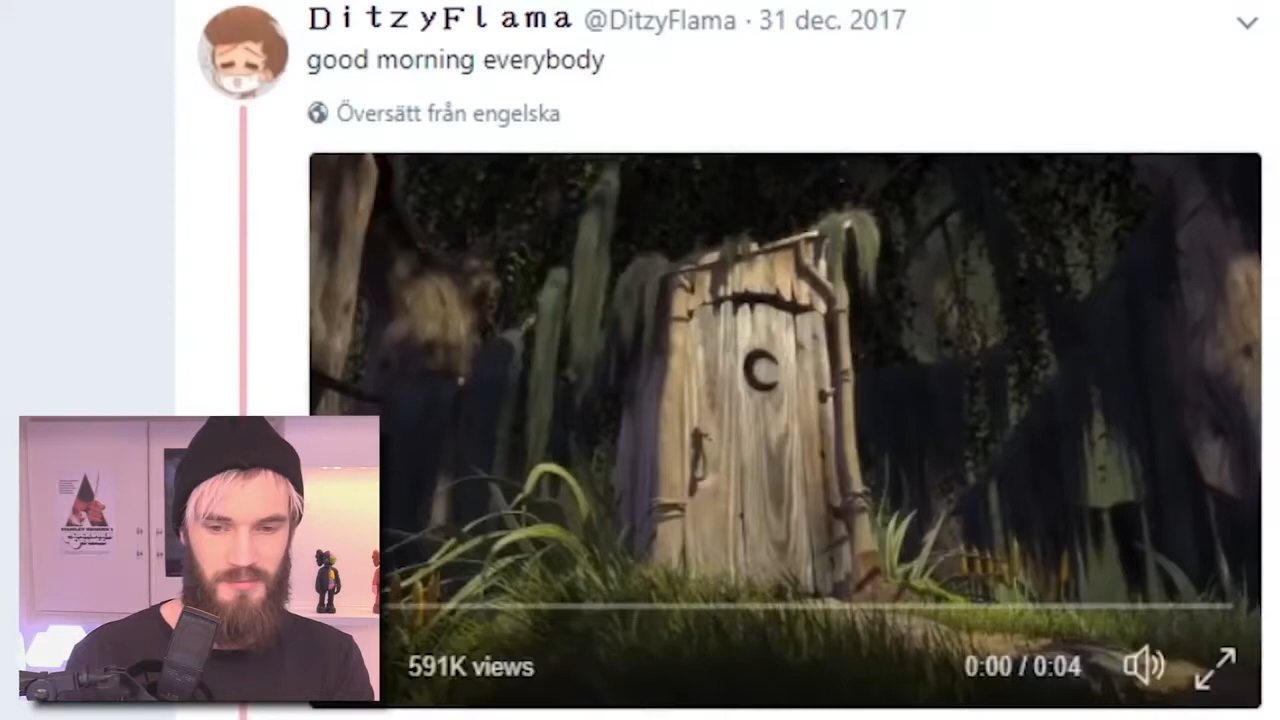 DitzyFlama @DitzyFlama · 31 dec. 2017
good morning everybody
Översätt från engelska
591K views
0:00 / 0:04